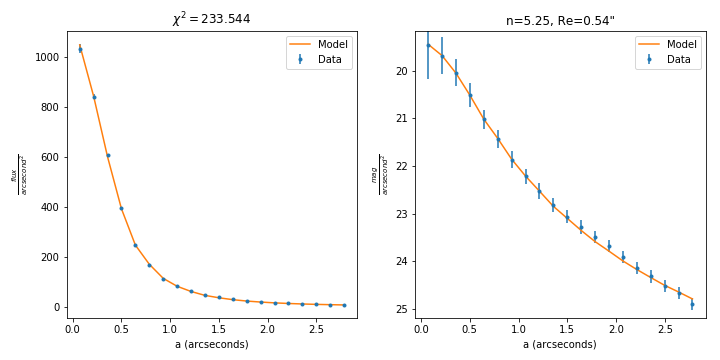 χ² = 233.544
n=5.25, Re=0.54"
Model
Data
Model
Data
1000
800
600
400
200
0
20
21
22
23
24
25
flux
arcsecond²
mag
arcsecond²
0.0 0.5 1.0 1.5 2.0 2.5
0.0 0.5 1.0 1.5 2.0 2.5
a (arcseconds)
a (arcseconds)